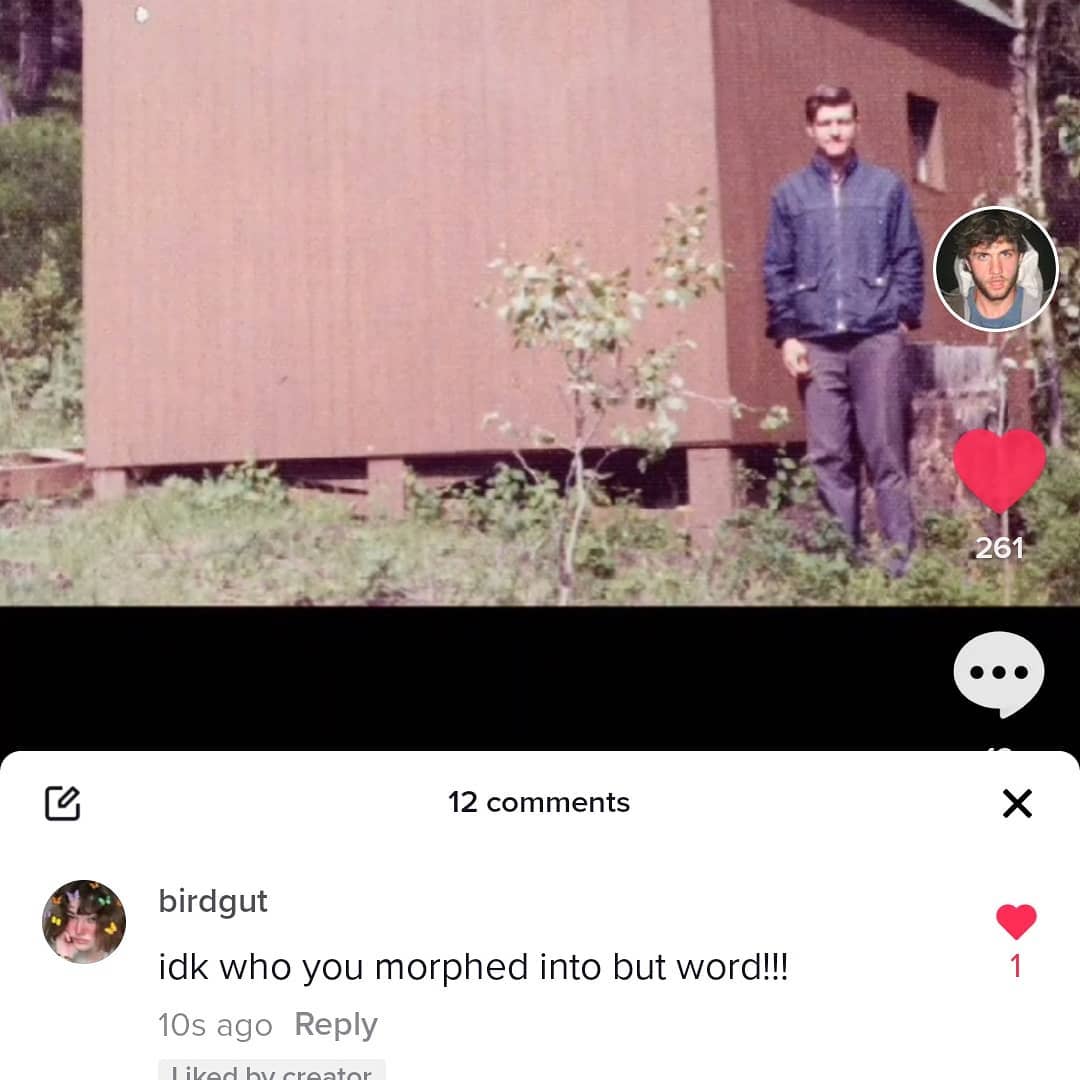 261
12 comments
birdgut
idk who you morphed into but word!!!
1
10s ago Reply
Liked by creator